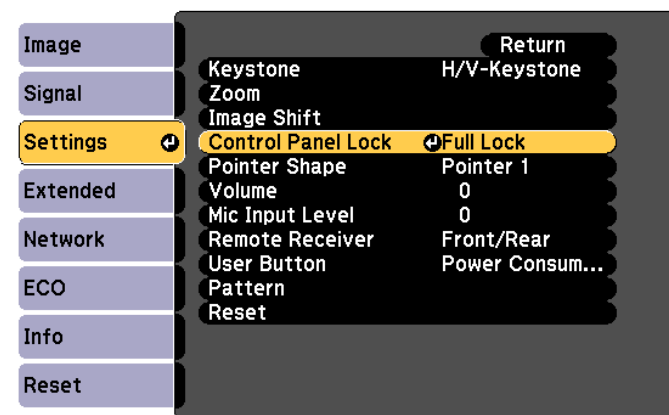 Image
Signal
Settings
Extended
Network
ECO
Info
Reset
Return
Keystone H/V-Keystone
Zoom
Image Shift
Control Panel Lock Full Lock
Pointer Shape Pointer 1
Volume 0
Mic Input Level 0
Remote Receiver Front/Rear
User Button Power Consum...
Pattern
Reset